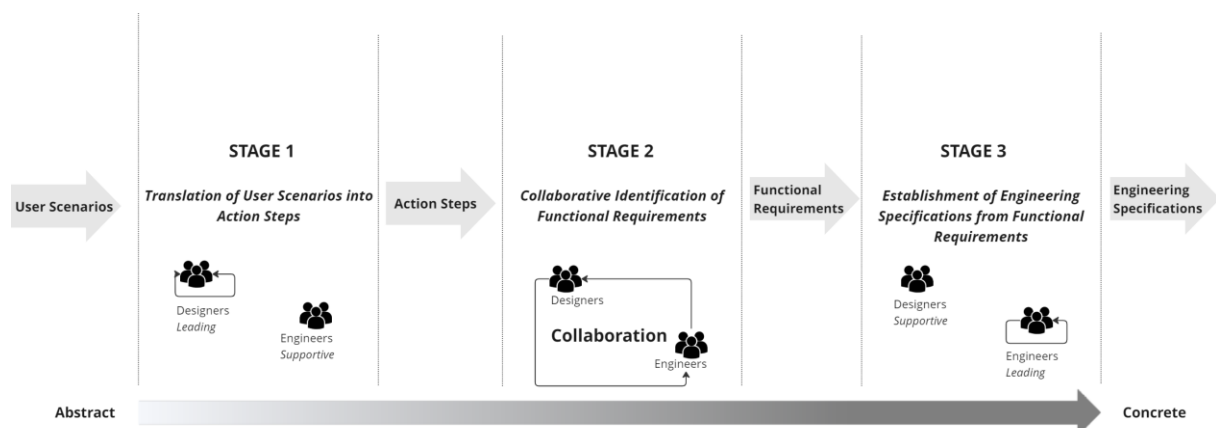 User Scenarios
STAGE 1
Translation of User Scenarios into
Action Steps
Designers
Leading
Engineers
Supportive
Action Steps
STAGE 2
Collaborative Identification of
Functional Requirements
Designers
Collaboration
Engineers
Functional
Requirements
STAGE 3
Establishment of Engineering
Specifications from Functional
Requirements
Designers
Supportive
Engineers
Leading
Engineering
Specifications
Abstract
Concrete